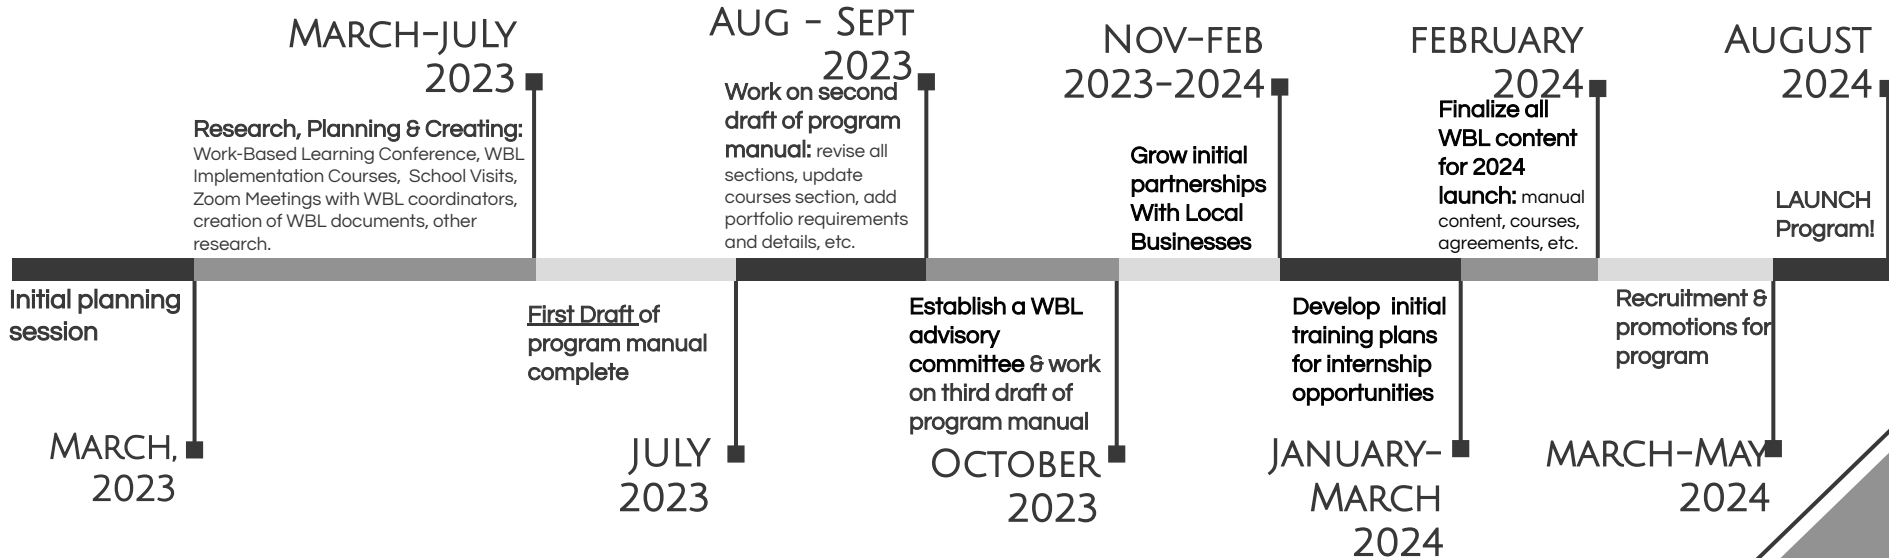 Initial planning
session
MARCH,
2023
MARCH-JULY
2023
Research, Planning & Creating:
Work-Based Learning Conference, WBL
Implementation Courses,  School Visits,
Zoom Meetings with WBL coordinators,
creation of WBL documents, other
research.
First Draft of
program manual
complete
JULY
2023
AUG - SEPT
2023
Work on second
draft of program
manual: revise all
sections, update
courses section, add
portfolio requirements
and details, etc.
Establish a WBL
advisory
committee & work
on third draft of
program manual
OCTOBER
2023
NOV-FEB
2023-2024
Grow initial
partnerships
With Local
Businesses
Develop  initial
training plans
for internship
opportunities
JANUARY-
MARCH
2024
FEBRUARY
2024
Finalize all
WBL content
for 2024
launch: manual
content, courses,
agreements, etc.
Recruitment &
promotions for
program
MARCH-MAY
2024
AUGUST
2024
LAUNCH
Program!